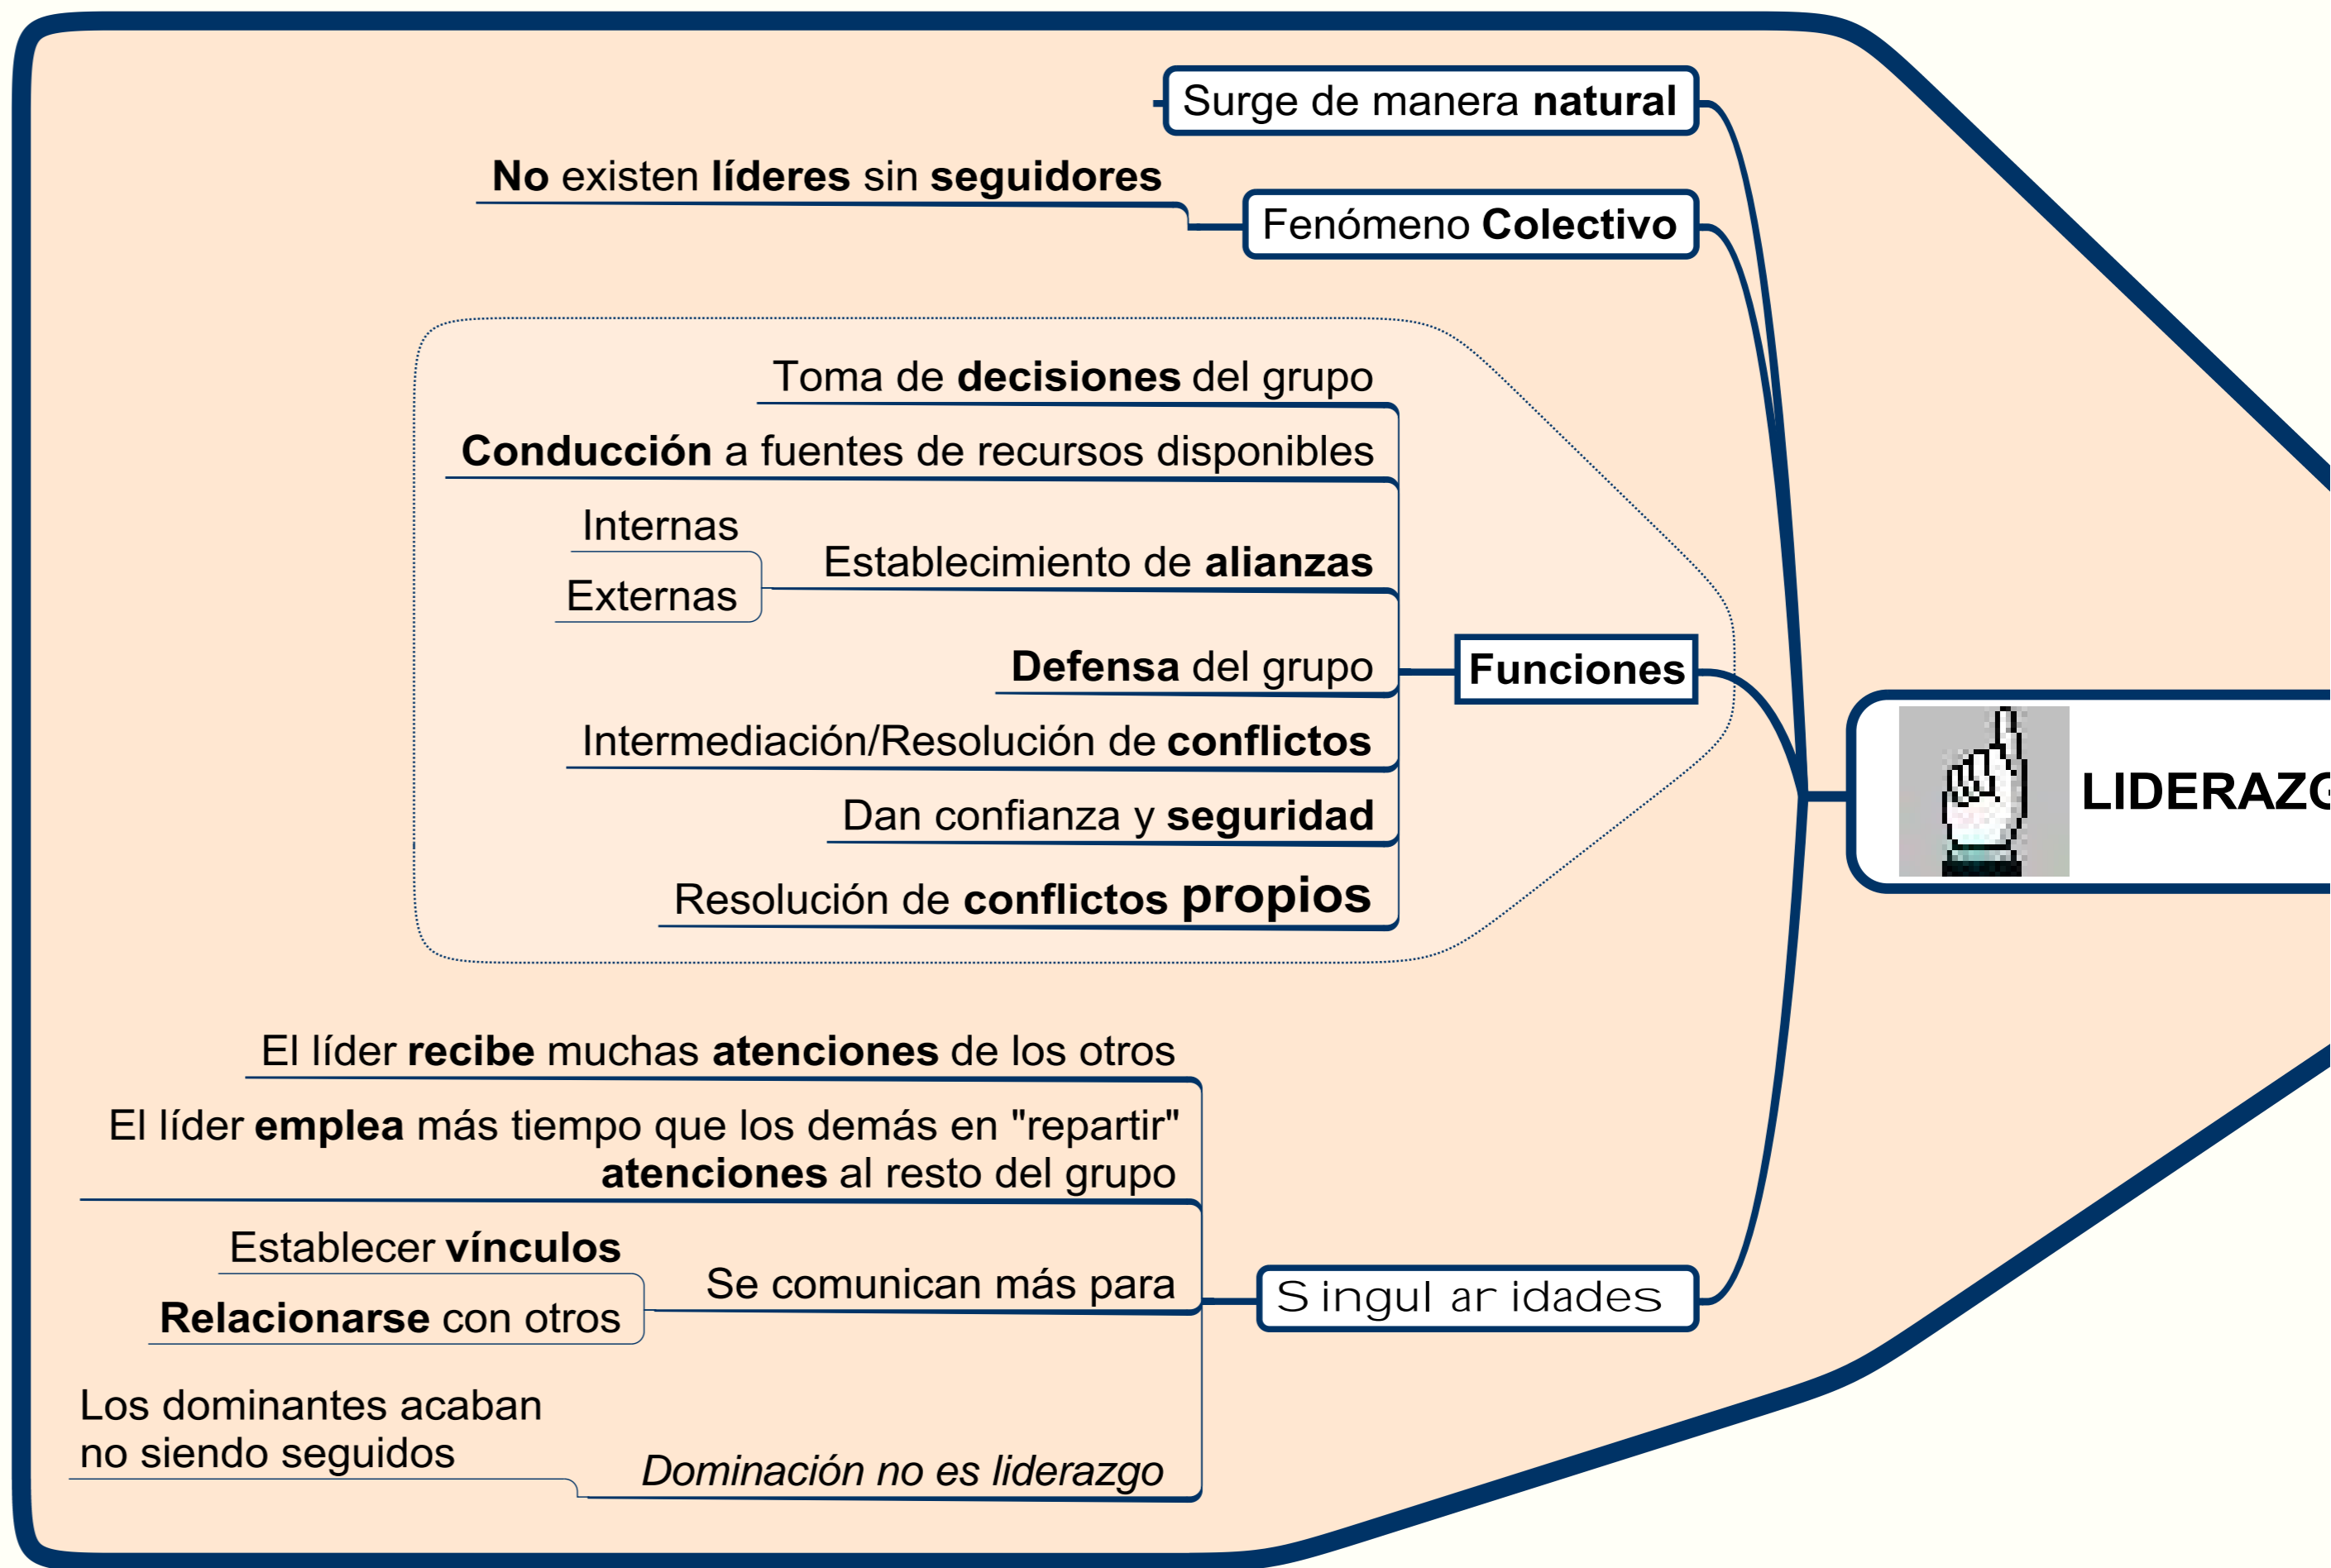 Surge de manera natural
No existen líderes sin seguidores
Fenómeno Colectivo
Toma de decisiones del grupo
Conducción a fuentes de recursos disponibles
Internas
Externas
Establecimiento de alianzas
Defensa del grupo
Funciones
Intermediación/Resolución de conflictos
Dan confianza y seguridad
Resolución de conflictos propios
LIDERAZG
El líder recibe muchas atenciones de los otros
El líder emplea más tiempo que los demás en "repartir"
atenciones al resto del grupo
Establecer vínculos
Relacionarse con otros
Se comunican más para
Singularidades
Los dominantes acaban
no siendo seguidos
Dominación no es liderazgo